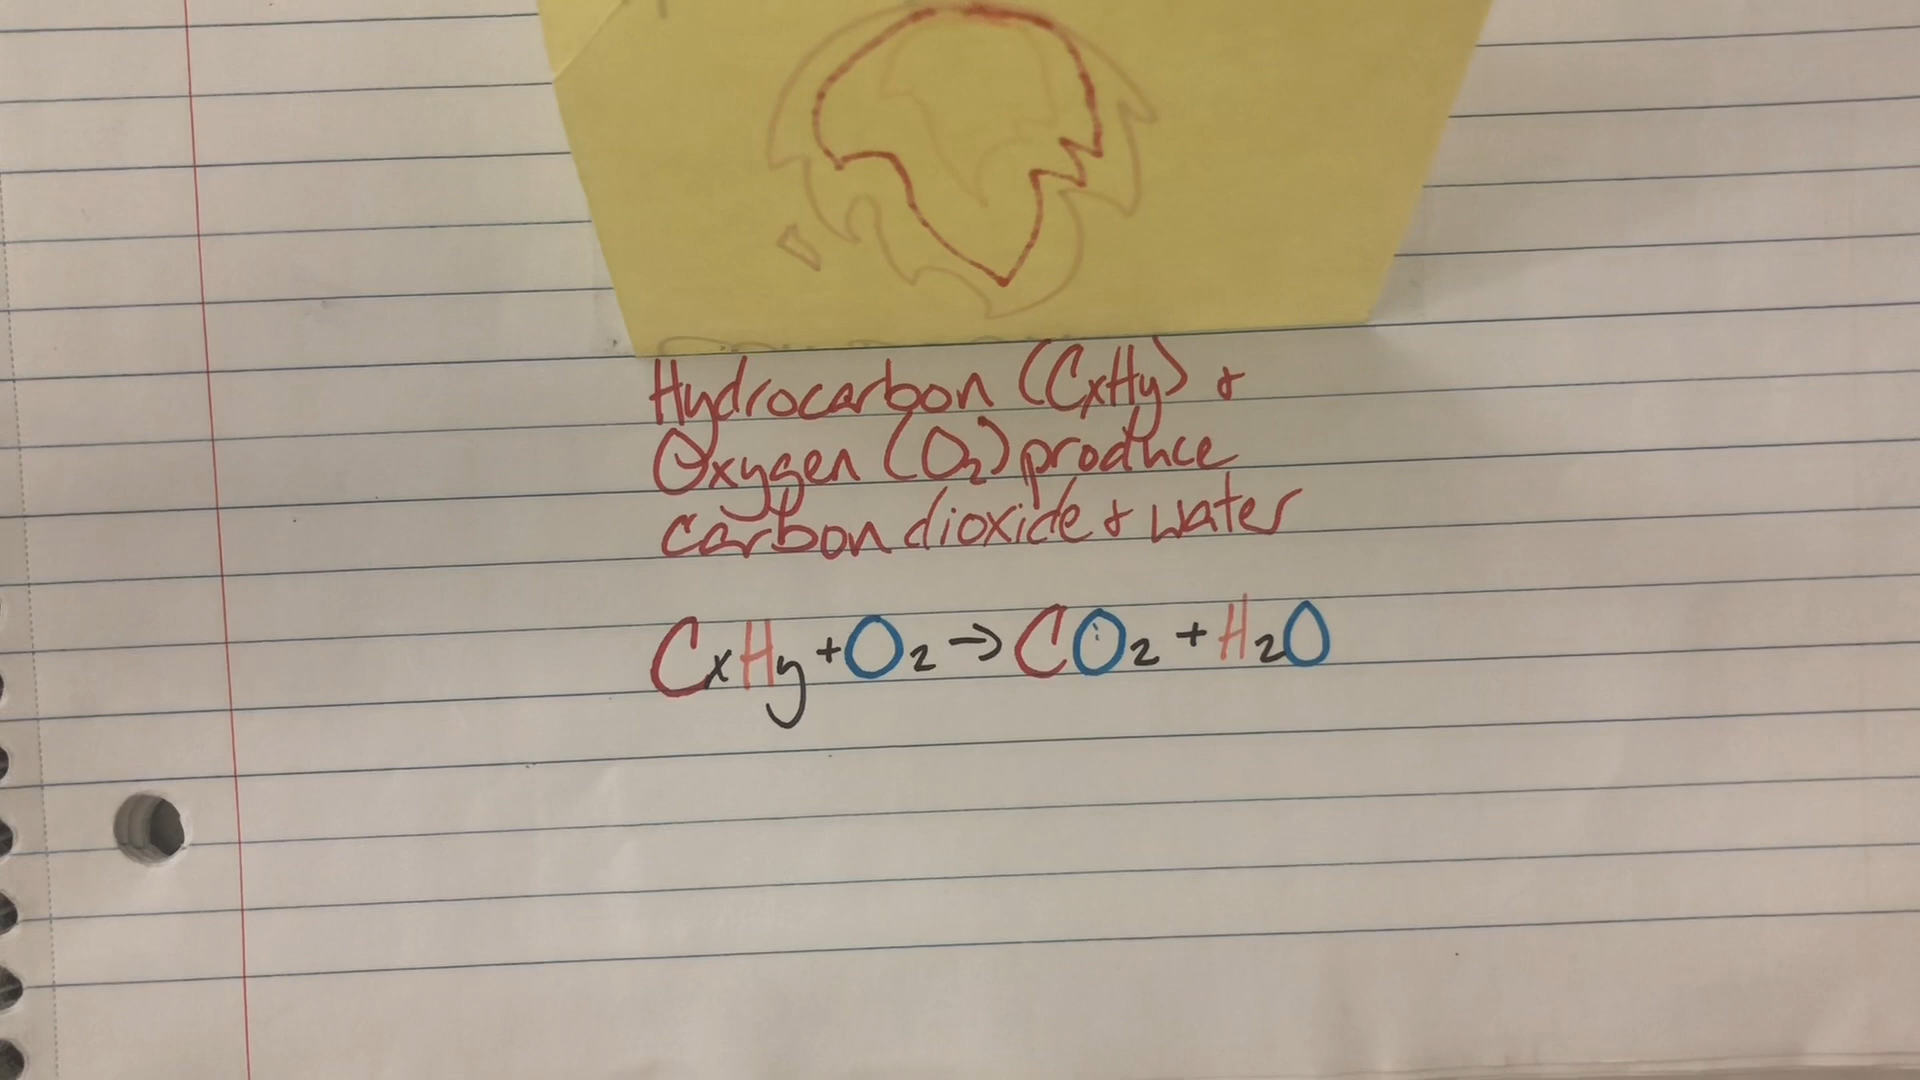 Hydrocarbon (CxHy) +
Oxygen (O₂) produce
carbon dioxide + water
CxHy + O₂ → CO₂ + H₂O